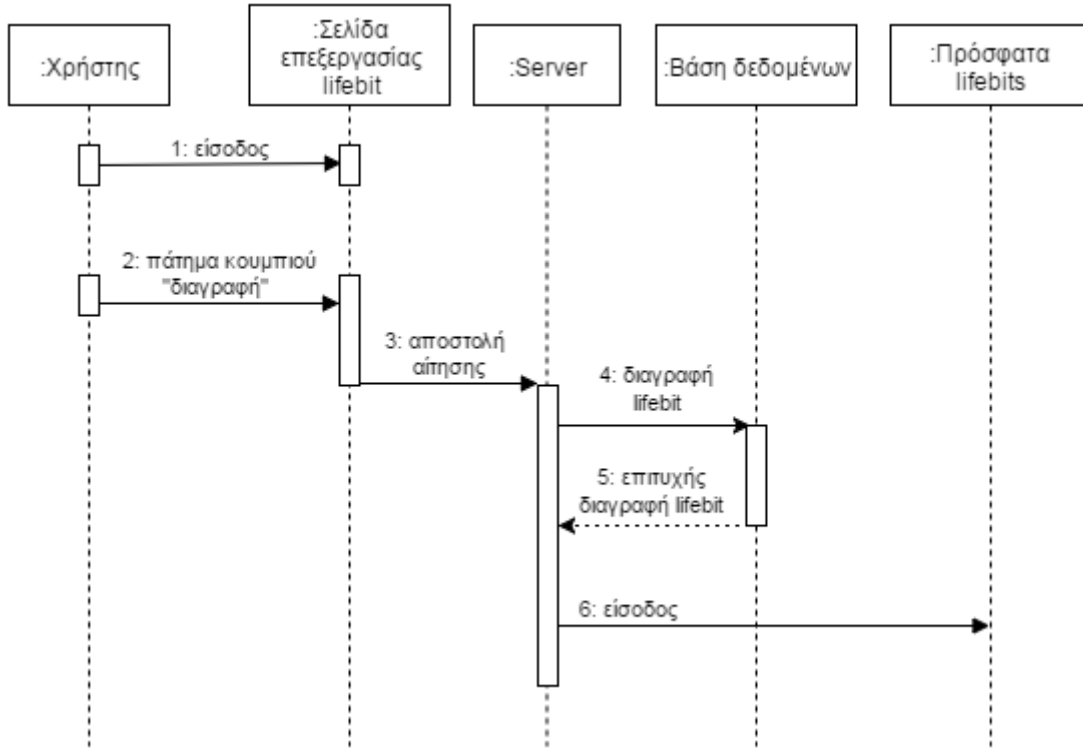 :Χρήστης
:Σελίδα
επεξεργασίας
lifebit
:Server
:Βάση δεδομένων
:Πρόσφατα
lifebits
1: είσοδος
2: πάτημα κουμπιού
"διαγραφή"
3: αποστολή
αίτησης
4: διαγραφή
lifebit
5: επιτυχής
διαγραφή lifebit
6: είσοδος